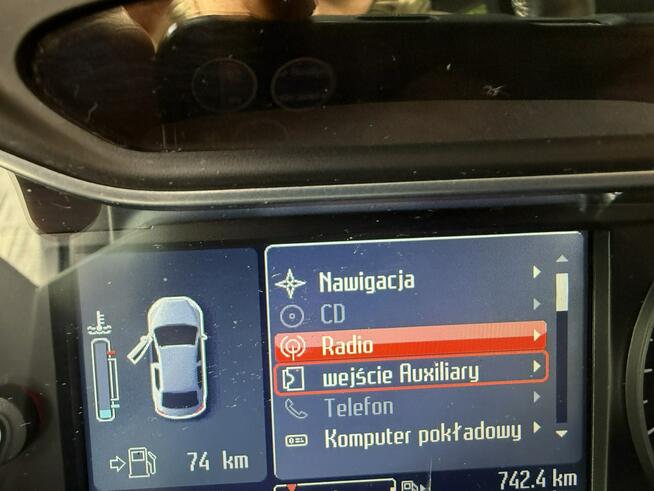 Nawigacja
CD
Radio
wejście Auxiliary
Telefon
Komputer pokładowy
74 km
742.4 km